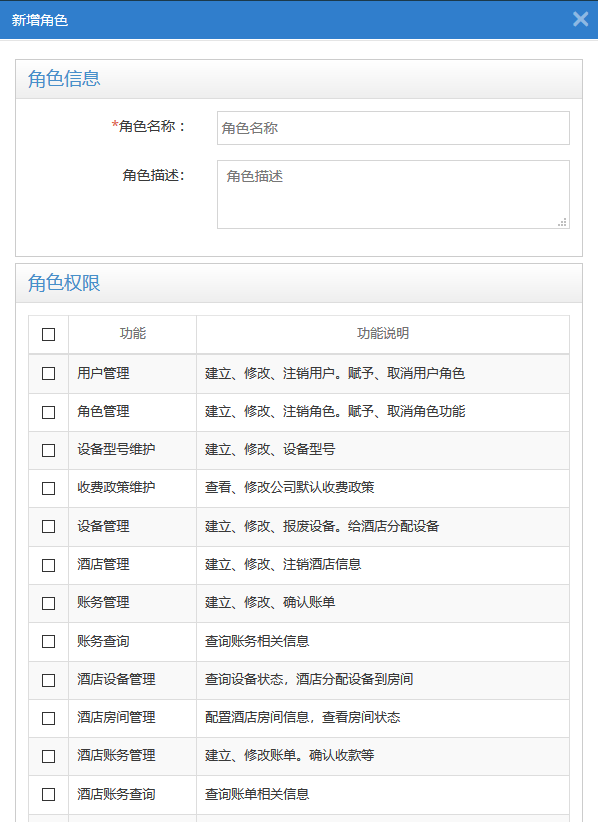 新增角色
角色信息
*角色名称：
角色名称
角色描述：
角色描述
角色权限
功能 功能说明
用户管理 建立、修改、注销用户。赋予、取消用户角色
角色管理 建立、修改、注销角色。赋予、取消角色功能
设备型号维护 建立、修改、设备型号
收费政策维护 查看、修改公司默认收费政策
设备管理 建立、修改、报废设备。给酒店分配设备
酒店管理 建立、修改、注销酒店信息
账务管理 建立、修改、确认账单
账务查询 查询账务相关信息
酒店设备管理 查询设备状态，酒店分配设备到房间
酒店房间管理 配置酒店房间信息，查看房间状态
酒店账务管理 建立、修改账单。确认收款等
酒店账务查询 查询账单相关信息